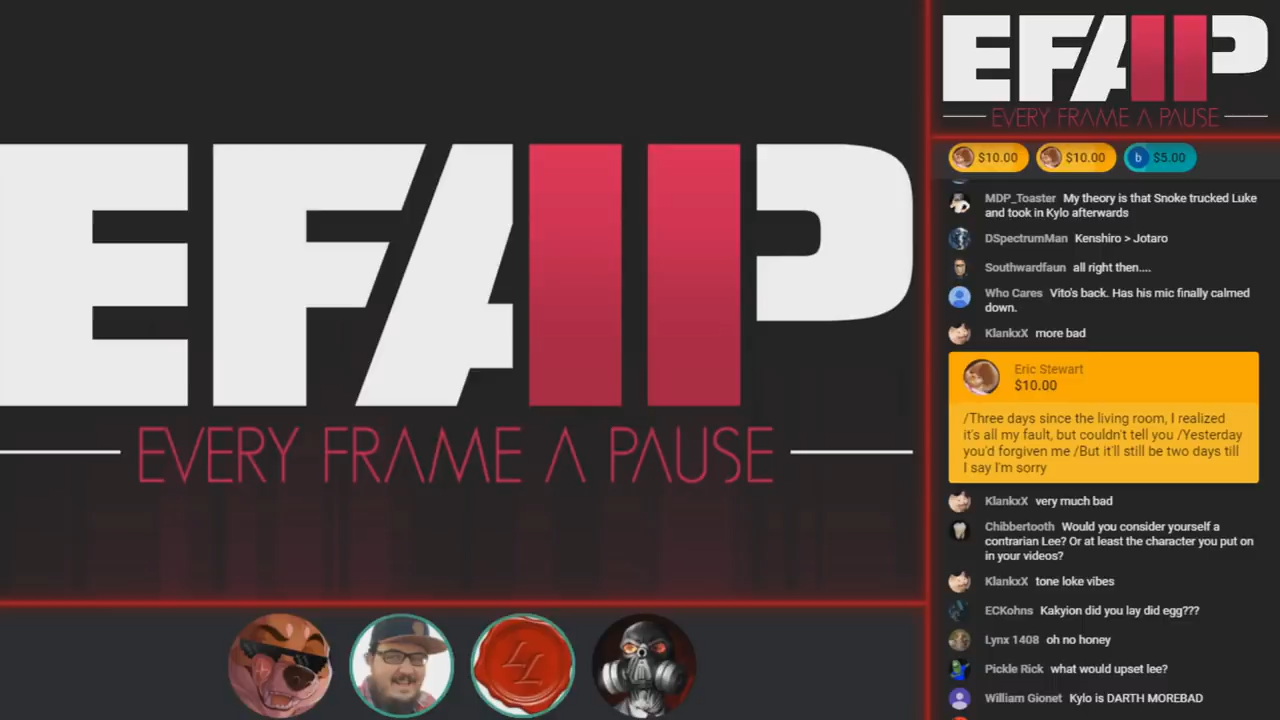 EFAP
EVERY FRAME A PAUSE
LL
EFAP
EVERY FRAME A PAUSE
$10.00 $10.00 b $5.00
MDP_Toaster My theory is that Snoke trucked Luke
and took in Kylo afterwards
DSpectrumMan Kenshiro > Jotaro
Southwardfaun all right then....
Who Cares Vito's back. Has his mic finally calmed
down.
KlankxX more bad
Eric Stewart
$10.00
/Three days since the living room, I realized
it's all my fault, but couldn't tell you /Yesterday
you'd forgiven me /But it'll still be two days till
I say I'm sorry
KlankxX very much bad
Chibbertooth Would you consider yourself a
contrarian Lee? Or at least the character you put on
in your videos?
KlankxX tone loke vibes
ECKohns Kakyion did you lay did egg???
Lynx 1408 oh no honey
Pickle Rick what would upset lee?
William Gionet Kylo is DARTH MOREBAD